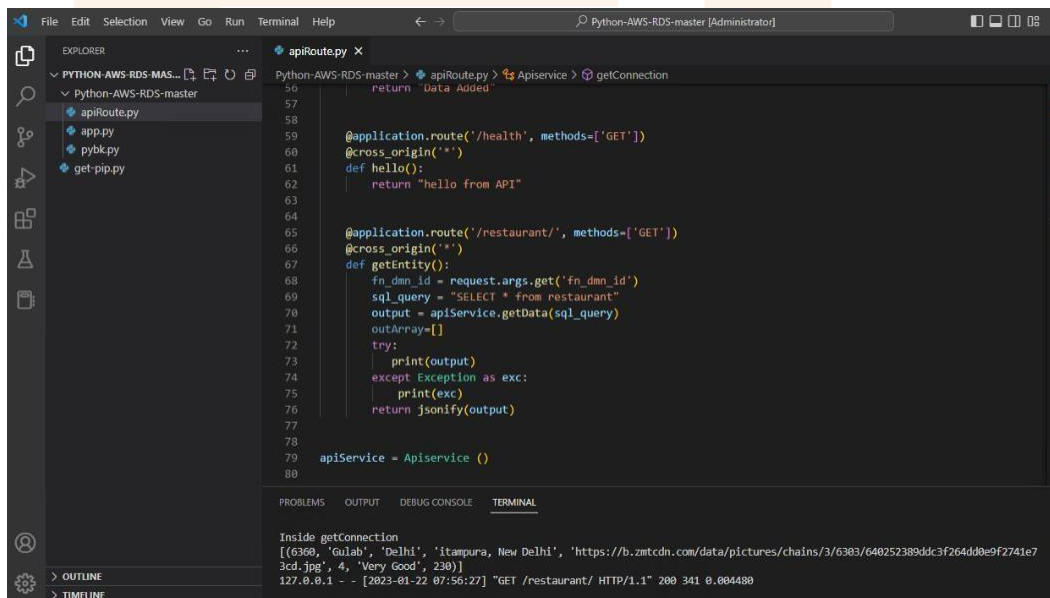 File Edit Selection View Go Run Terminal Help
Python-AWS-RDS-master [Administrator]
EXPLORER
apiRoute.py
PYTHON-AWS-RDS-MAS...
Python-AWS-RDS-master
apiRoute.py
app.py
pybk.py
get-pip.py
OUTLINE
TIMELINE
Python-AWS-RDS-master > apiRoute.py > Apiservice > getConnection
56 return "Data Added"
57
58
59 @application.route('/health', methods=['GET'])
60 @cross_origin('*')
61 def hello():
62 return "hello from API"
63
64
65 @application.route('/restaurant/', methods=['GET'])
66 @cross_origin('*')
67 def getEntity():
68 fn_dmn_id = request.args.get('fn_dmn_id')
69 sql_query = "SELECT * from restaurant"
70 output = apiService.getData(sql_query)
71 outArray=[]
72 try:
73 print(output)
74 except Exception as exc:
75 print(exc)
76 return jsonify(output)
77
78
79 apiService = Apiservice ()
80
PROBLEMS OUTPUT DEBUG CONSOLE TERMINAL
Inside getConnection
[(6360, 'Gulab', 'Delhi', 'itampura, New Delhi', 'https://b.zmtcdn.com/data/pictures/chains/3/6303/640252389ddc3f264dd0e9f2741e7
3cd.jpg', 4, 'Very Good', 230)]
127.0.0.1 - - [2023-01-22 07:56:27] "GET /restaurant/ HTTP/1.1" 200 341 0.004480